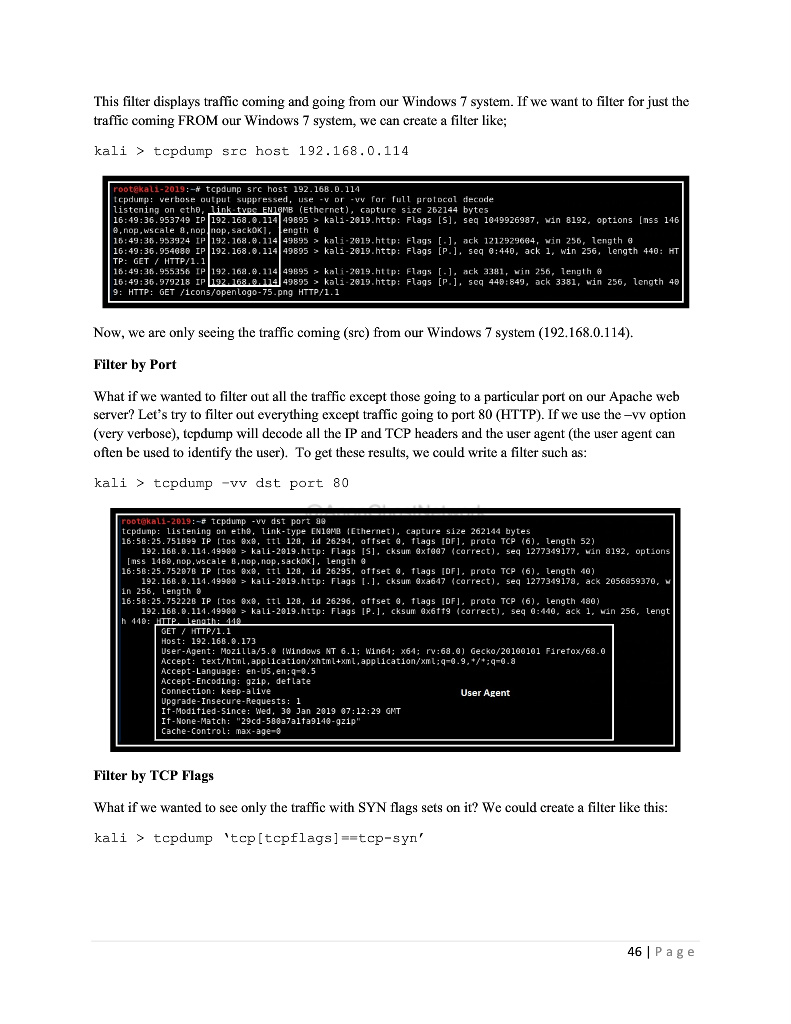 This filter displays traffic coming and going from our Windows 7 system. If we want to filter for just the
traffic coming FROM our Windows 7 system, we can create a filter like;
kali > tcpdump src host 192.168.0.114
root@kali-2019:~# tcpdump src host 192.168.0.114
tcpdump: verbose output suppressed, use -v or -vv for full protocol decode
listening on eth0, link-type EN10MB (Ethernet), capture size 262144 bytes
16:49:36.953749 IP 192.168.0.114 49895 > kali-2019.http: Flags [S], seq 1049926987, win 8192, options [mss 146
0,nop,wscale 8,nop,nop,sackOK], length 0
16:49:36.953924 IP 192.168.0.114 49895 > kali-2019.http: Flags [.], ack 1212929604, win 256, length 0
16:49:36.954080 IP 192.168.0.114 49895 > kali-2019.http: Flags [P.], seq 0:440, ack 1, win 256, length 440: HT
TP: GET / HTTP/1.1
16:49:36.955356 IP 192.168.0.114 49895 > kali-2019.http: Flags [.], ack 3381, win 256, length 0
16:49:36.979218 IP 192.168.0.114 49895 > kali-2019.http: Flags [P.], seq 440:849, ack 3381, win 256, length 40
9: HTTP: GET /icons/openlogo-75.png HTTP/1.1
Now, we are only seeing the traffic coming (src) from our Windows 7 system (192.168.0.114).
Filter by Port
What if we wanted to filter out all the traffic except those going to a particular port on our Apache web
server? Let's try to filter out everything except traffic going to port 80 (HTTP). If we use the –vv option
(very verbose), tcpdump will decode all the IP and TCP headers and the user agent (the user agent can
often be used to identify the user).  To get these results, we could write a filter such as:
kali > tcpdump –vv dst port 80
root@kali-2019:~# tcpdump -vv dst port 80
tcpdump: listening on eth0, link-type EN10MB (Ethernet), capture size 262144 bytes
16:58:25.751899 IP (tos 0x0, ttl 128, id 26294, offset 0, flags [DF], proto TCP (6), length 52)
192.168.0.114.49900 > kali-2019.http: Flags [S], cksum 0xf007 (correct), seq 1277349177, win 8192, options
[mss 1460,nop,wscale 8,nop,nop,sackOK], length 0
16:58:25.752078 IP (tos 0x0, ttl 128, id 26295, offset 0, flags [DF], proto TCP (6), length 40)
192.168.0.114.49900 > kali-2019.http: Flags [.], cksum 0xa647 (correct), seq 1277349178, ack 2056859370, w
in 256, length 0
16:58:25.752228 IP (tos 0x0, ttl 128, id 26296, offset 0, flags [DF], proto TCP (6), length 480)
192.168.0.114.49900 > kali-2019.http: Flags [P.], cksum 0x6ff9 (correct), seq 0:440, ack 1, win 256, lengt
h 440: HTTP, length: 440
GET / HTTP/1.1
Host: 192.168.0.173
User-Agent: Mozilla/5.0 (Windows NT 6.1; Win64; x64; rv:68.0) Gecko/20100101 Firefox/68.0
Accept: text/html,application/xhtml+xml,application/xml;q=0.9,*/*;q=0.8
Accept-Language: en-US,en;q=0.5
Accept-Encoding: gzip, deflate
Connection: keep-alive
User Agent
Upgrade-Insecure-Requests: 1
If-Modified-Since: Wed, 30 Jan 2019 07:12:29 GMT
If-None-Match: "29cd-580a7a1fa9140-gzip"
Cache-Control: max-age=0
Filter by TCP Flags
What if we wanted to see only the traffic with SYN flags sets on it? We could create a filter like this:
kali > tcpdump ‘tcp[tcpflags]==tcp-syn’
46 | Page